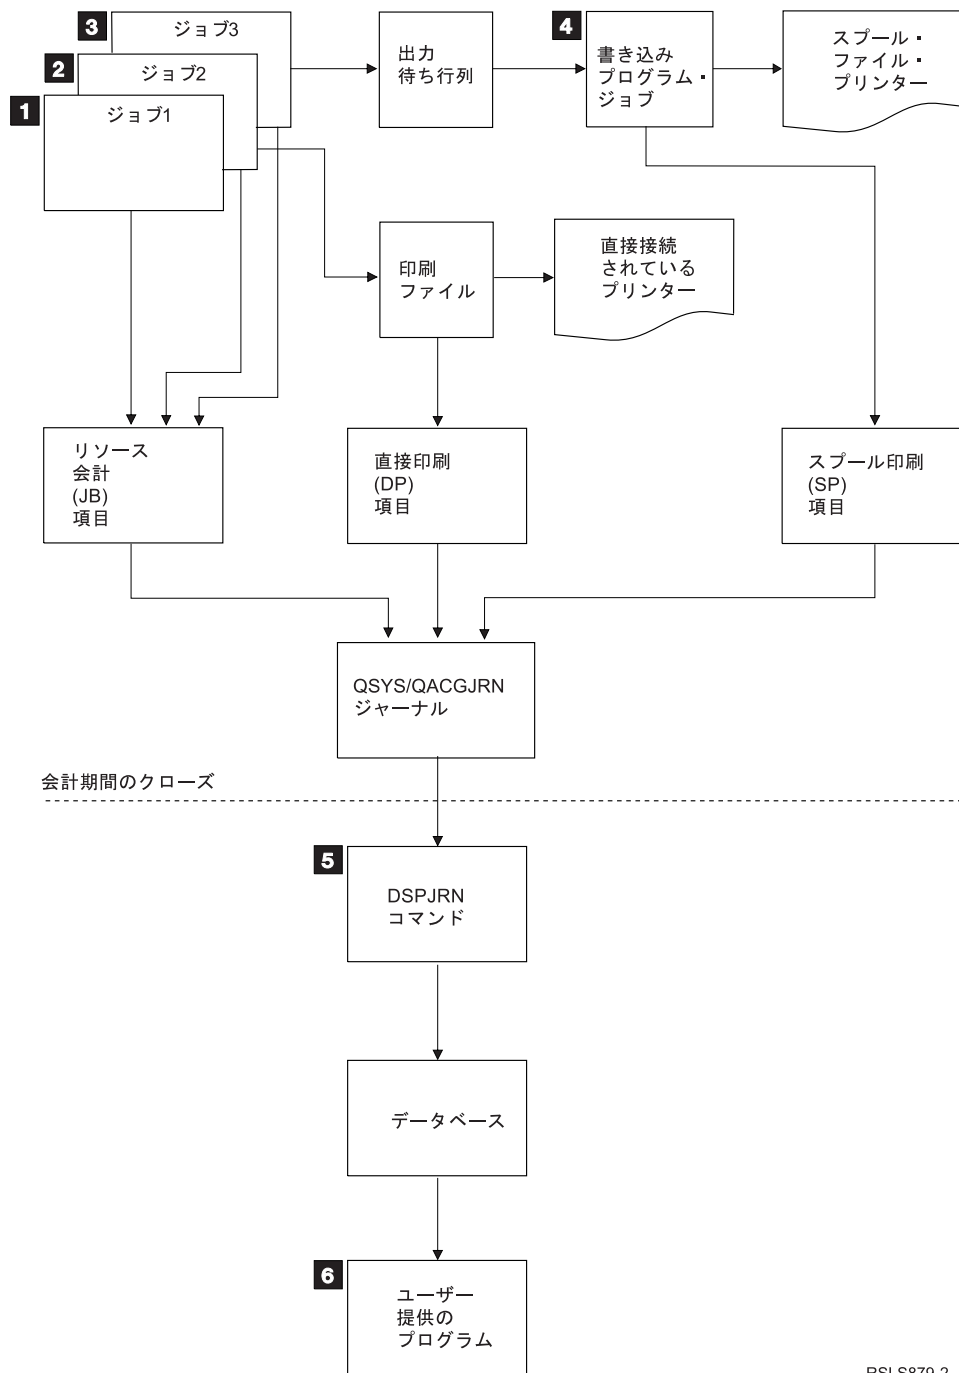 3
ジョブ3
2
ジョブ2
1
ジョブ1
出力
待ち行列
4
書き込み
プログラム・
ジョブ
スプール・
ファイル・
プリンター
印刷
ファイル
直接接続
されている
プリンター
リソース
会計
(JB)
項目
直接印刷
(DP)
項目
スプール印刷
(SP)
項目
QSYS/QACGJRN
ジャーナル
会計期間のクローズ
5
DSPJRN
コマンド
データベース
6
ユーザー
提供の
プログラム
RSLS879-2